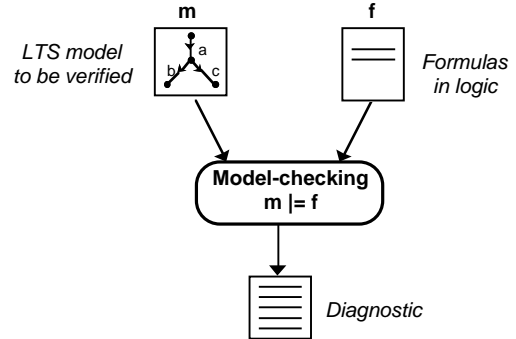 m
f
LTS model
to be verified
a
b
c
Formulas
in logic
Model-checking
m |= f
Diagnostic